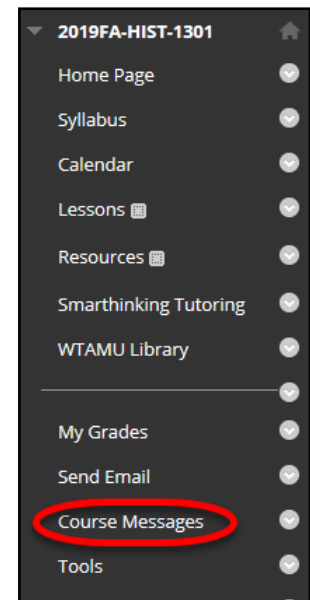 2019FA-HIST-1301
Home Page
Syllabus
Calendar
Lessons
Resources
Smarthinking Tutoring
WTAMU Library
My Grades
Send Email
Course Messages
Tools